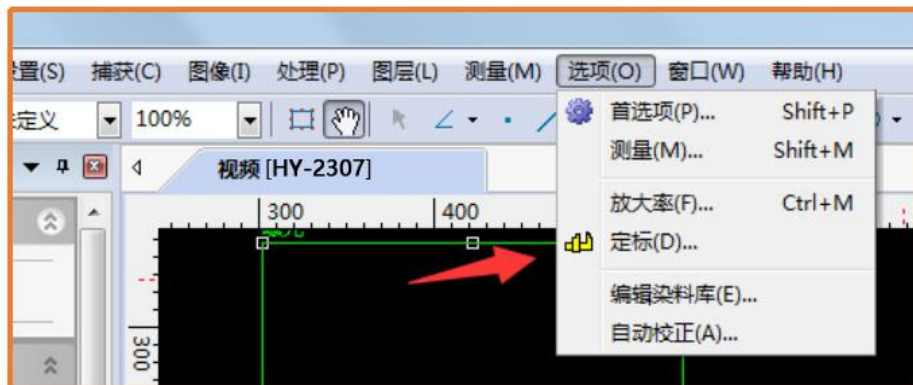 置(S) 捕获(C) 图像(I) 处理(P) 图层(L) 测量(M) 选项(O) 窗口(W) 帮助(H)
定义 100%
首选项(P)... Shift+P
测量(M)... Shift+M
视频 [HY-2307]
放大率(F)... Ctrl+M
300 400
定标(D)...
编辑染料库(E)...
自动校正(A)...
300